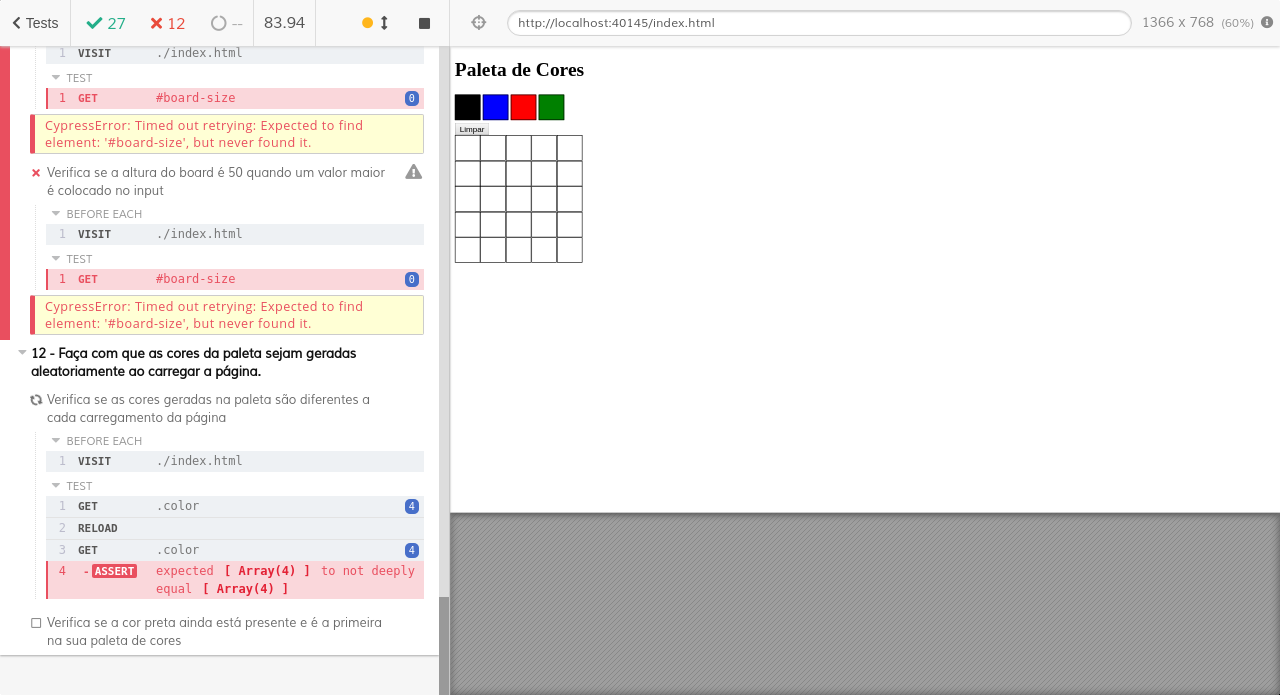 Tests
27
12
--
83.94
http://localhost:40145/index.html
1366 x 768 (60%)
1 VISIT ./index.html
TEST
1 GET #board-size 0
CypressError: Timed out retrying: Expected to find
element: '#board-size', but never found it.
Verifica se a altura do board é 50 quando um valor maior
é colocado no input
BEFORE EACH
1 VISIT ./index.html
TEST
1 GET #board-size 0
CypressError: Timed out retrying: Expected to find
element: '#board-size', but never found it.
12 - Faça com que as cores da paleta sejam geradas
aleatoriamente ao carregar a página.
Verifica se as cores geradas na paleta são diferentes a
cada carregamento da página
BEFORE EACH
1 VISIT ./index.html
TEST
1 GET .color 4
2 RELOAD
3 GET .color 4
4 -ASSERT expected [ Array(4) ] to not deeply
equal [ Array(4) ]
Verifica se a cor preta ainda está presente e é a primeira
na sua paleta de cores
Paleta de Cores
Limpar